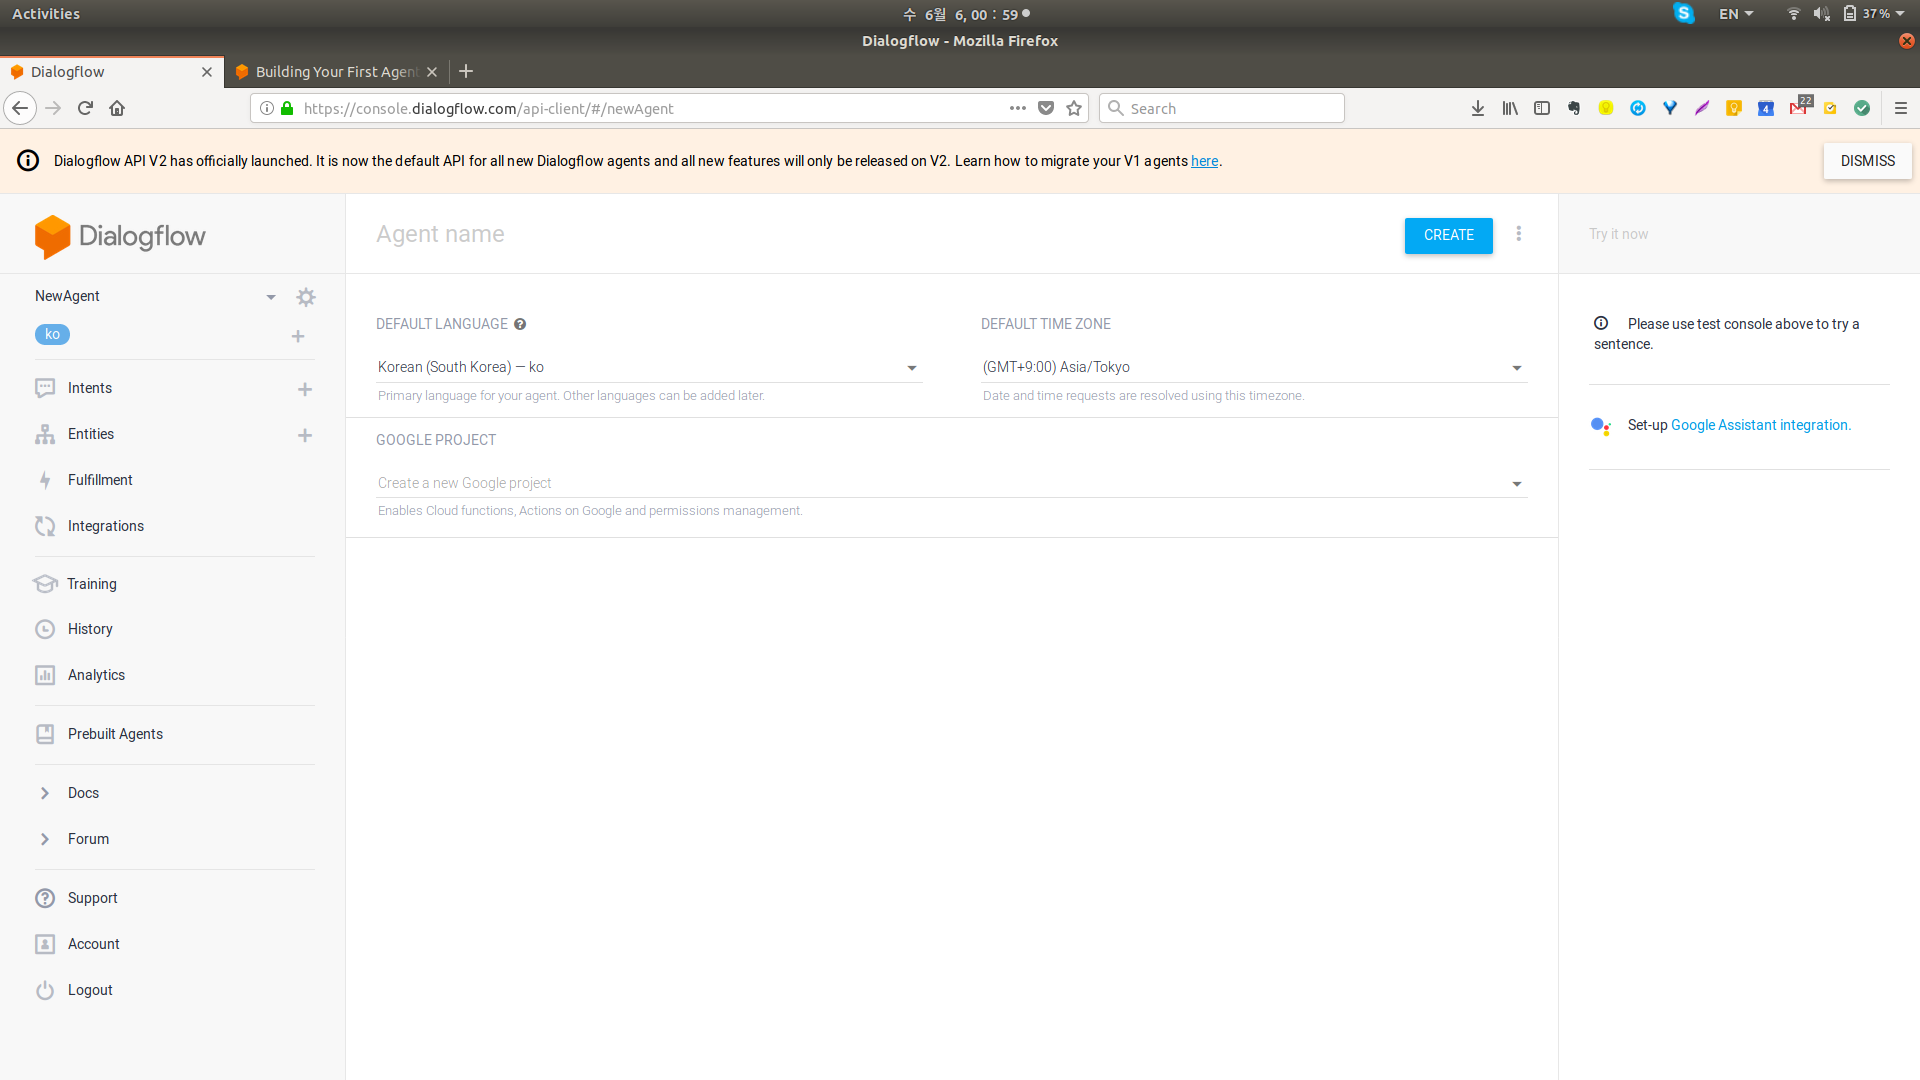 Activities
수 6월 6, 00 : 59
EN
37 %
Dialogflow - Mozilla Firefox
Dialogflow
Building Your First Agent
https://console.dialogflow.com/api-client/#/newAgent
Search
4
22
Dialogflow API V2 has officially launched. It is now the default API for all new Dialogflow agents and all new features will only be released on V2. Learn how to migrate your V1 agents here.
DISMISS
Dialogflow
Agent name
CREATE
Try it now
NewAgent
ko
DEFAULT LANGUAGE
DEFAULT TIME ZONE
Korean (South Korea) — ko
(GMT+9:00) Asia/Tokyo
Primary language for your agent. Other languages can be added later.
Date and time requests are resolved using this timezone.
GOOGLE PROJECT
Create a new Google project
Enables Cloud functions, Actions on Google and permissions management.
Please use test console above to try a
sentence.
Set-up Google Assistant integration.
Intents
Entities
Fulfillment
Integrations
Training
History
Analytics
Prebuilt Agents
Docs
Forum
Support
Account
Logout